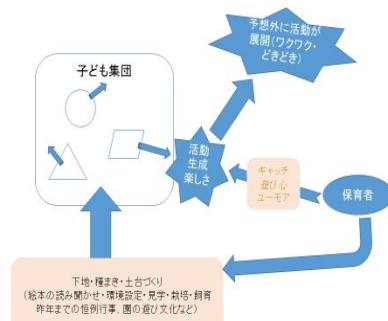 予想外に活動が
展開(ワクワク・
どきどき)
子ども集団
活動
生成
楽しさ
キャッチ
遊び心
ユーモア
保育者
下地・種まき・土台づくり
(絵本の読み聞かせ・環境設定・見学・栽培・飼育
昨年までの恒例行事、園の遊び文化など)